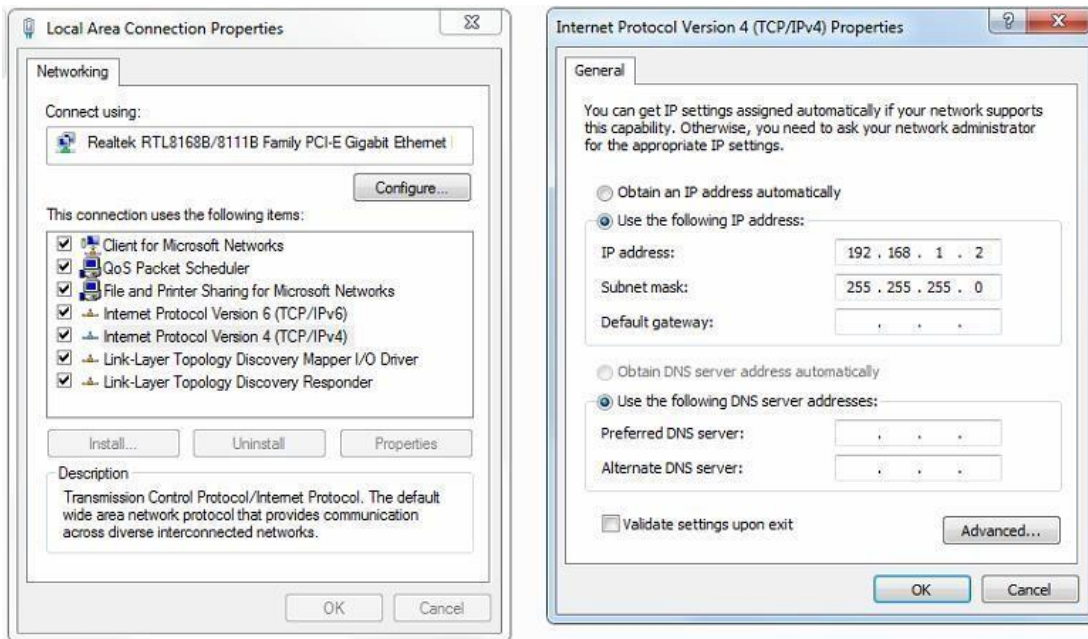 Local Area Connection Properties
Networking
Connect using:
Realtek RTL8168B/8111B Family PCI-E Gigabit Ethernet
Configure...
This connection uses the following items:
Client for Microsoft Networks
QoS Packet Scheduler
File and Printer Sharing for Microsoft Networks
Internet Protocol Version 6 (TCP/IPv6)
Internet Protocol Version 4 (TCP/IPv4)
Link-Layer Topology Discovery Mapper I/O Driver
Link-Layer Topology Discovery Responder
Install... Uninstall Properties
Description
Transmission Control Protocol/Internet Protocol. The default
wide area network protocol that provides communication
across diverse interconnected networks.
OK Cancel
Internet Protocol Version 4 (TCP/IPv4) Properties
General
You can get IP settings assigned automatically if your network supports
this capability. Otherwise, you need to ask your network administrator
for the appropriate IP settings.
Obtain an IP address automatically
Use the following IP address:
IP address: 192 . 168 . 1 . 2
Subnet mask: 255 . 255 . 255 . 0
Default gateway: . . .
Obtain DNS server address automatically
Use the following DNS server addresses:
Preferred DNS server: . . .
Alternate DNS server: . . .
Validate settings upon exit
Advanced...
OK Cancel